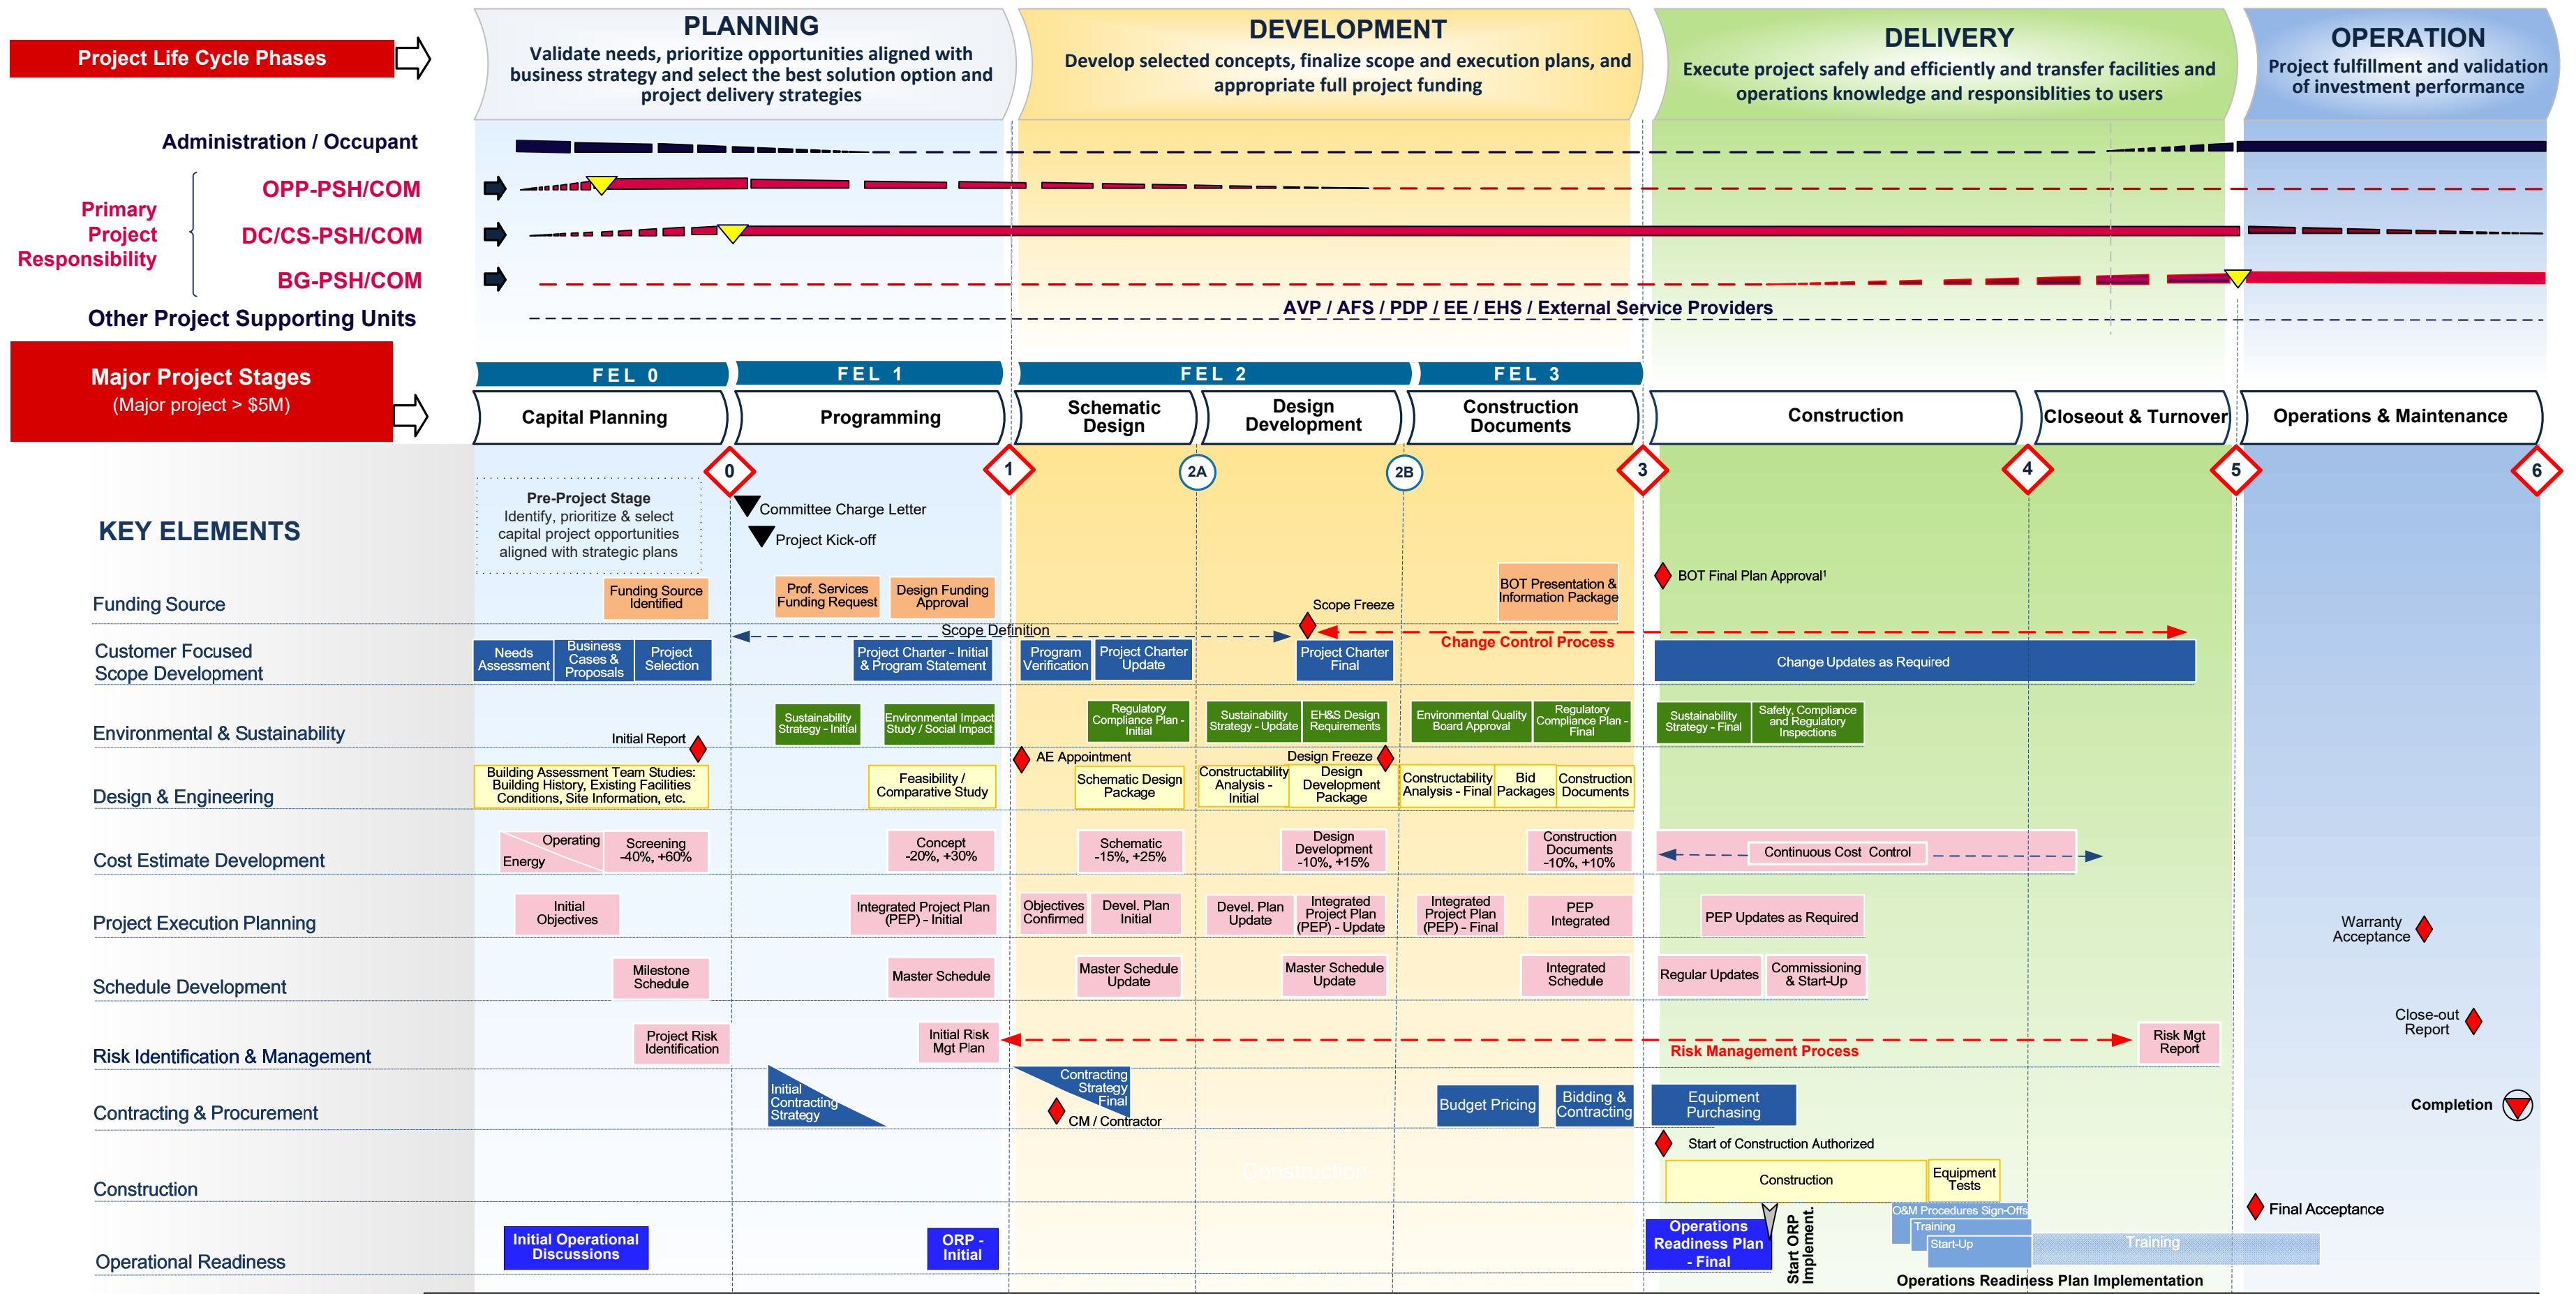 PLANNING
Validate needs, prioritize opportunities aligned with
business strategy and select the best solution option and
project delivery strategies
DEVELOPMENT
Develop selected concepts, finalize scope and execution plans, and
appropriate full project funding
DELIVERY
Execute project safely and efficiently and transfer facilities and
operations knowledge and responsiblities to users
OPERATION
Project fulfillment and validation
of investment performance
Project Life Cycle Phases
Administration / Occupant
Primary
Project
Responsibility
OPP-PSH/COM
DC/CS-PSH/COM
BG-PSH/COM
Other Project Supporting Units
AVP / AFS / PDP / EE / EHS / External Service Providers
Major Project Stages
(Major project > $5M)
FEL 0
FEL 1
FEL 2
FEL 3
Capital Planning
Programming
Schematic
Design
Design
Development
Construction
Documents
Construction
Closeout & Turnover
Operations & Maintenance
0
1
2A
2B
3
4
5
6
KEY ELEMENTS
Pre-Project Stage
Identify, prioritize & select
capital project opportunities
aligned with strategic plans
Committee Charge Letter
Project Kick-off
Funding Source
Funding Source
Identified
Prof. Services
Funding Request
Design Funding
Approval
BOT Presentation &
Information Package
BOT Final Plan Approval¹
Scope Freeze
Scope Definition
Change Control Process
Customer Focused
Scope Development
Needs
Assessment
Business
Cases &
Proposals
Project
Selection
Project Charter - Initial
& Program Statement
Program
Verification
Project Charter
Update
Project Charter
Final
Change Updates as Required
Environmental & Sustainability
Initial Report
Sustainability
Strategy - Initial
Environmental Impact
Study / Social Impact
Regulatory
Compliance Plan -
Initial
Sustainability
Strategy - Update
EH&S Design
Requirements
Environmental Quality
Board Approval
Regulatory
Compliance Plan -
Final
Sustainability
Strategy - Final
Safety, Compliance
and Regulatory
Inspections
AE Appointment
Design Freeze
Design & Engineering
Building Assessment Team Studies:
Building History, Existing Facilities
Conditions, Site Information, etc.
Feasibility /
Comparative Study
Schematic Design
Package
Constructability
Analysis -
Initial
Design
Development
Package
Constructability
Analysis - Final
Bid
Packages
Construction
Documents
Cost Estimate Development
Operating
Energy
Screening
-40%, +60%
Concept
-20%, +30%
Schematic
-15%, +25%
Design
Development
-10%, +15%
Construction
Documents
-10%, +10%
Continuous Cost Control
Project Execution Planning
Initial
Objectives
Integrated Project Plan
(PEP) - Initial
Objectives
Confirmed
Devel. Plan
Initial
Devel. Plan
Update
Integrated
Project Plan
(PEP) - Update
Integrated
Project Plan
(PEP) - Final
PEP
Integrated
PEP Updates as Required
Warranty
Acceptance
Schedule Development
Milestone
Schedule
Master Schedule
Master Schedule
Update
Master Schedule
Update
Integrated
Schedule
Regular Updates
Commissioning
& Start-Up
Close-out
Report
Risk Identification & Management
Project Risk
Identification
Initial Risk
Mgt Plan
Risk Management Process
Risk Mgt
Report
Contracting & Procurement
Initial
Contracting
Strategy
Contracting
Strategy
Final
CM / Contractor
Budget Pricing
Bidding &
Contracting
Equipment
Purchasing
Completion
Start of Construction Authorized
Construction
Construction
Construction
Equipment
Tests
Final Acceptance
Operational Readiness
Initial Operational
Discussions
ORP -
Initial
Operations
Readiness Plan
- Final
Start ORP
Implement.
O&M Procedures Sign-Offs
Training
Start-Up
Training
Operations Readiness Plan Implementation